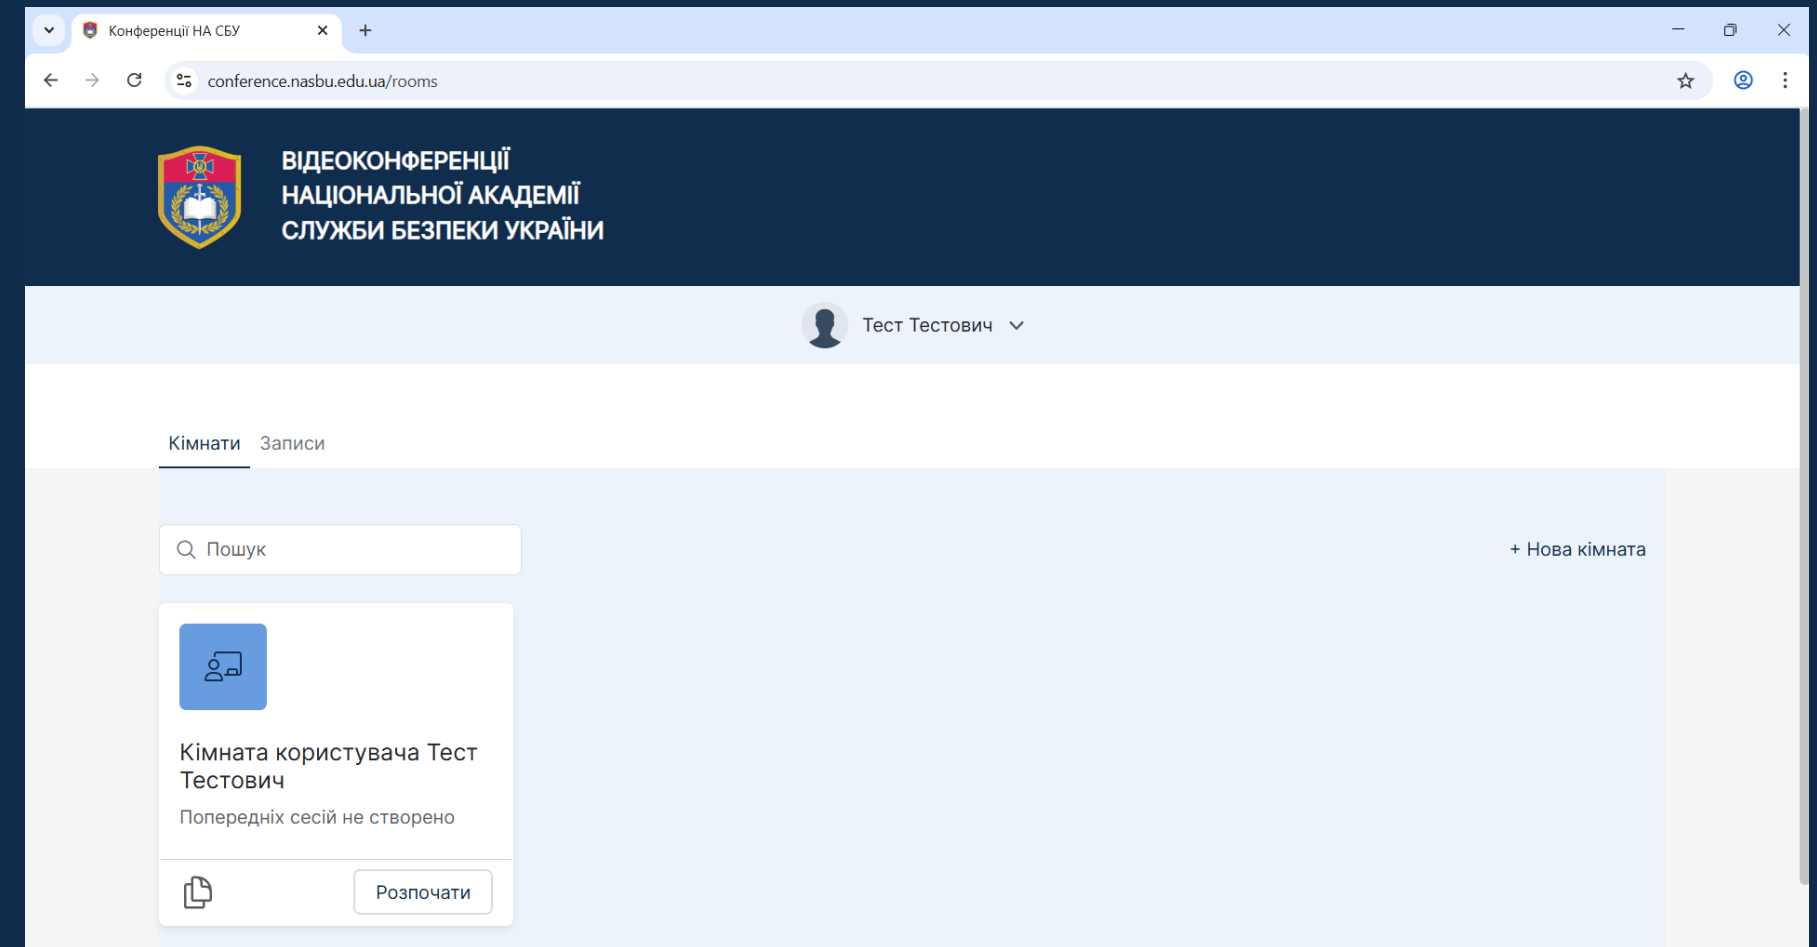 Конференції НА СБУ
conference.nasbu.edu.ua/rooms
ВІДЕОКОНФЕРЕНЦІЇ
НАЦІОНАЛЬНОЇ АКАДЕМІЇ
СЛУЖБИ БЕЗПЕКИ УКРАЇНИ
Тест Тестович
Кімнати Записи
Пошук
+ Нова кімната
Кімната користувача Тест
Тестович
Попередніх сесій не створено
Розпочати